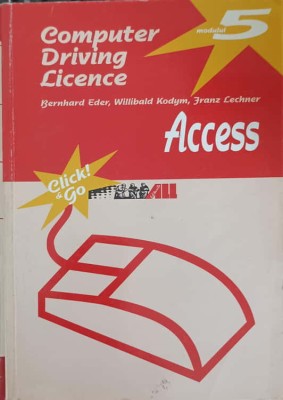 modulul 5
Computer
Driving
Licence
Bernhard Eder, Willibald Kodym, Franz Lechner
Access
Click!
& Go
ALL